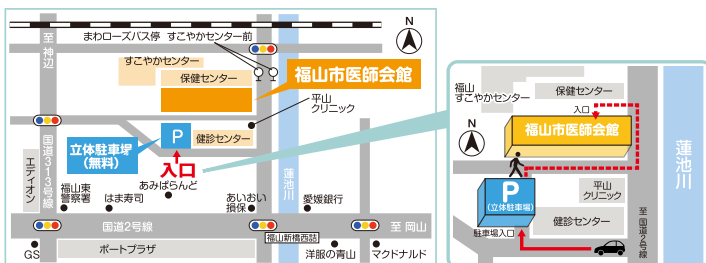 N
まわローズバス停 すこやかセンター前
至神辺
すこやかセンター
保健センター
福山市医師会館
平山
クリニック
P
健診センター
立体駐車場
(無料)
入口
国道313号線
エディオン
福山東
警察署
はま寿司
あみぱらんど
あいおい
損保
蓮池川
愛媛銀行
国道2号線
至 岡山
福山新橋西詰
GS
ポートプラザ
洋服の青山
マクドナルド
福山
すこやかセンター
保健センター
入口
福山市医師会館
N
蓮池川
P
(立体駐車場)
平山
クリニック
健診センター
駐車場入口
至国道2号線